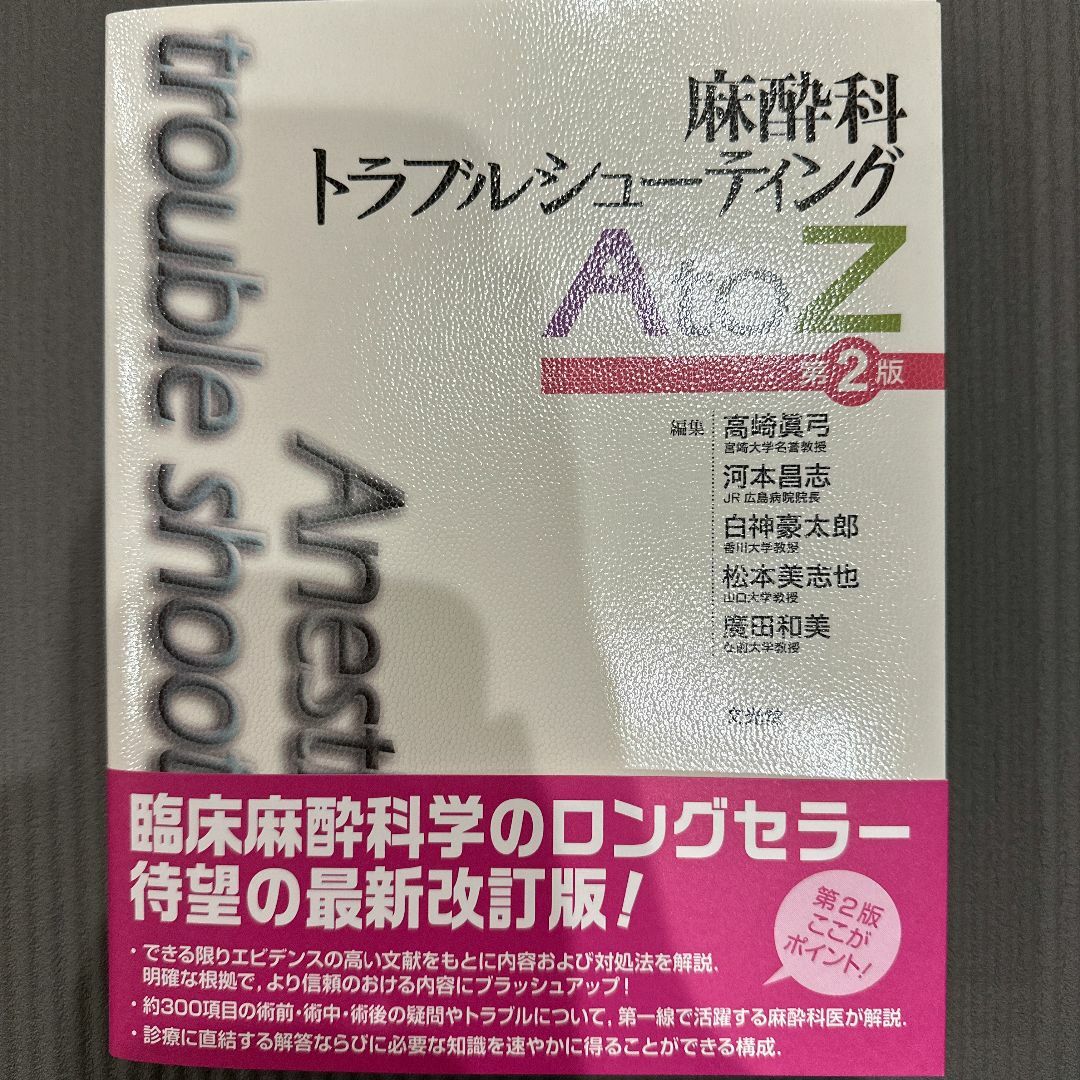 麻酔科
トラブルシューティング
AtoZ
第2版
編集
高崎眞弓
宮崎大学名誉教授
河本昌志
JR広島病院院長
白神豪太郎
香川大学教授
松本美志也
山口大学教授
廣田和美
弘前大学教授
文光堂
trouble shoot
Anest
臨床麻酔科学のロングセラー
待望の最新改訂版!
・できる限りエビデンスの高い文献をもとに内容および対処法を解説.
明確な根拠で,より信頼のおける内容にブラッシュアップ!
・約300項目の術前・術中・術後の疑問やトラブルについて,第一線で活躍する麻酔科医が解説.
・診療に直結する解答ならびに必要な知識を速やかに得ることができる構成.
第2版
ここが
ポイント!